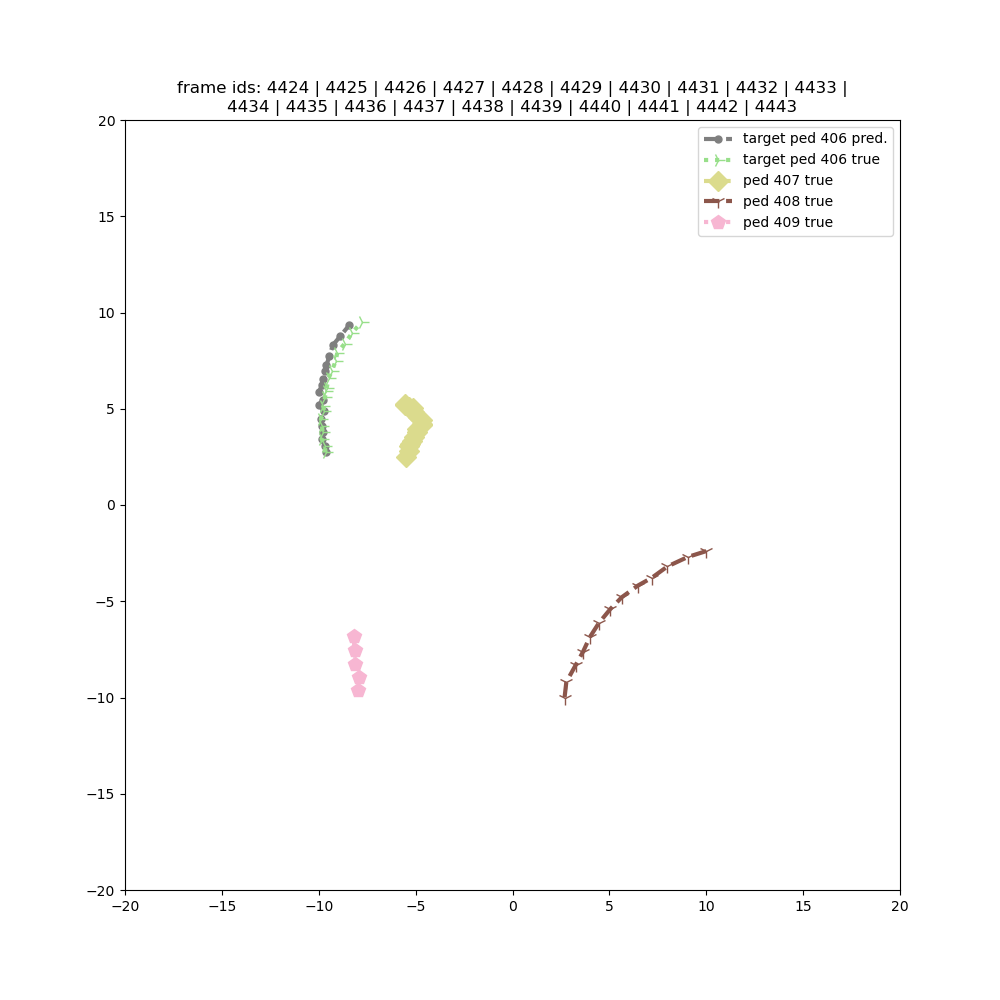 frame ids: 4424 | 4425 | 4426 | 4427 | 4428 | 4429 | 4430 | 4431 | 4432 | 4433 |
4434 | 4435 | 4436 | 4437 | 4438 | 4439 | 4440 | 4441 | 4442 | 4443
target ped 406 pred.
target ped 406 true
ped 407 true
ped 408 true
ped 409 true
20
15
10
5
0
−5
−10
−15
−20
−20 −15 −10 −5 0 5 10 15 20